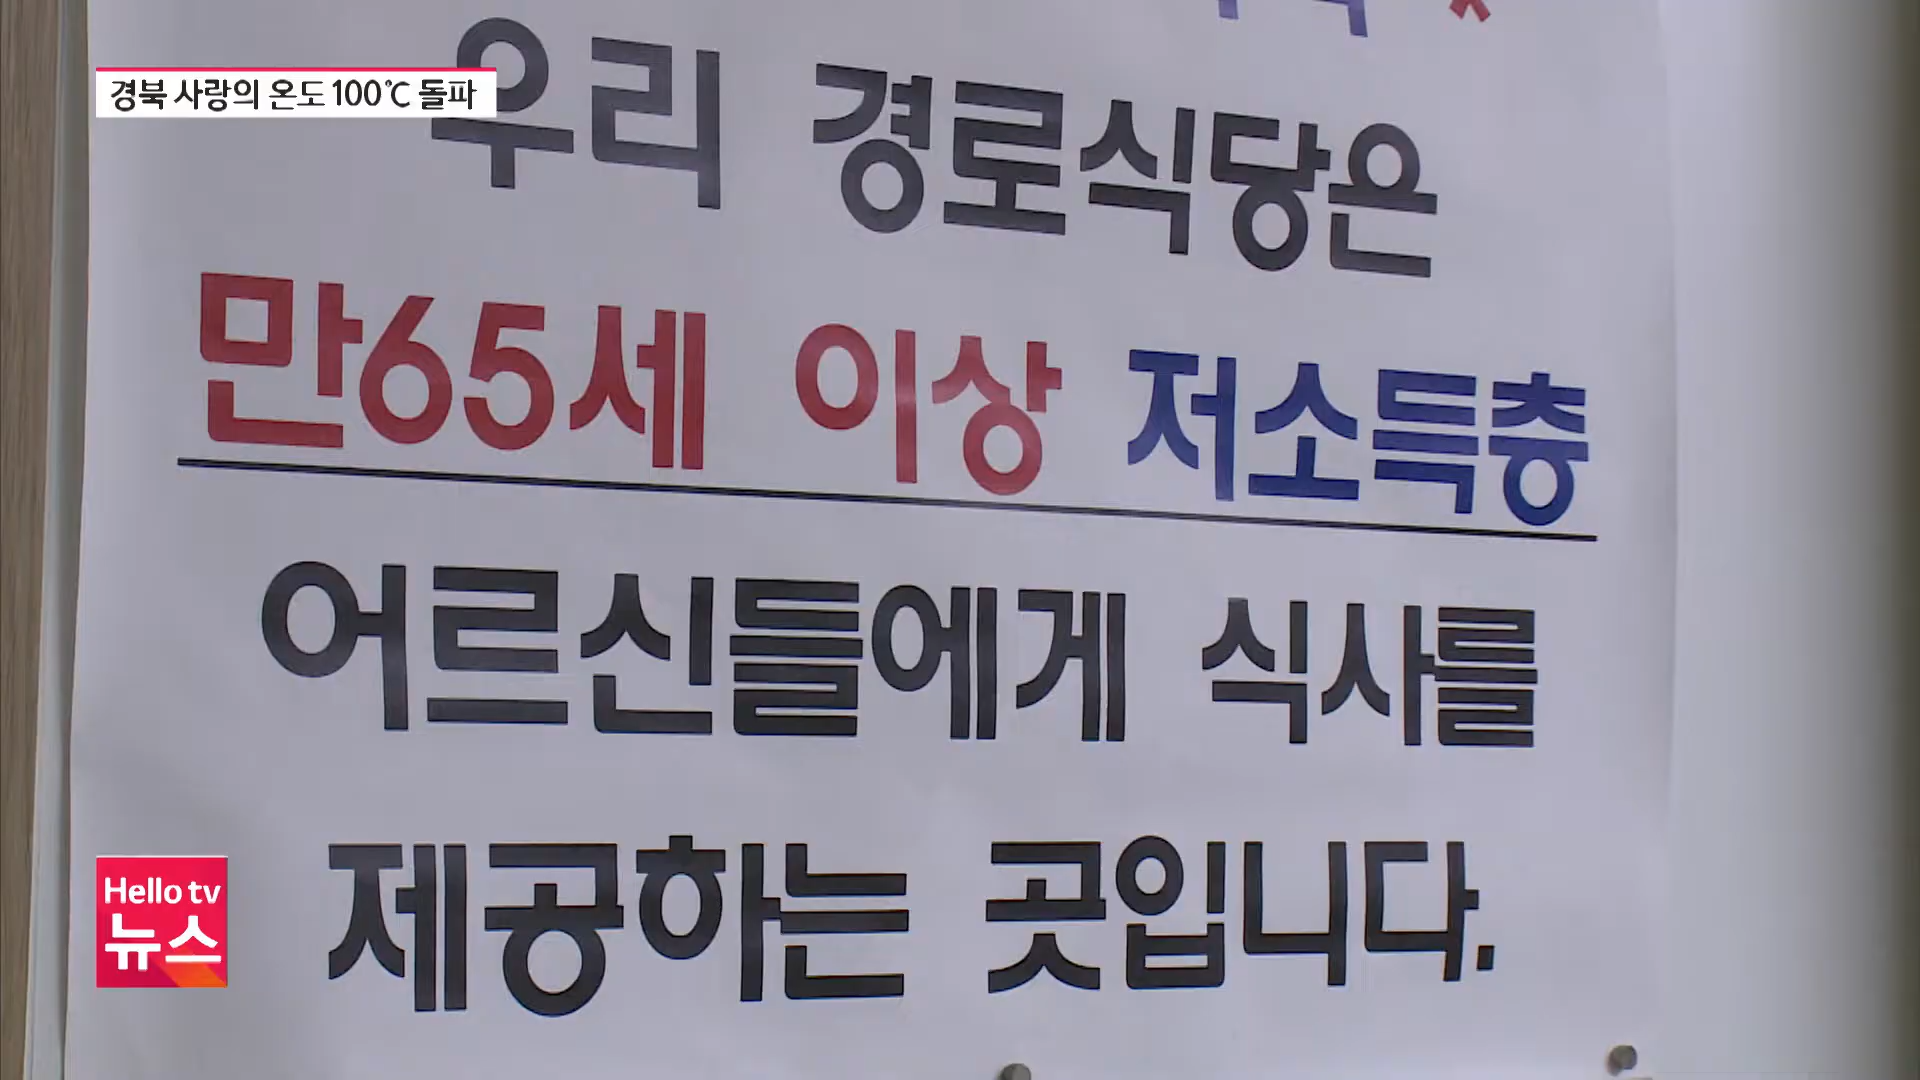 경북 사랑의 온도 100℃ 돌파
우리 경로식당은
만65세 이상 저소득층
어르신들에게 식사를
제공하는 곳입니다.
Hello tv
뉴스